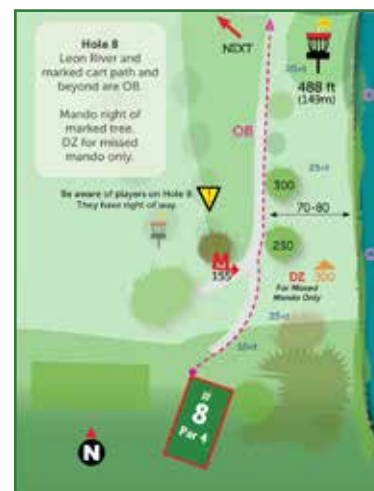 Hole 8
Leon River and
marked cart path and
beyond are OB.
Mando right of
marked tree.
DZ for missed
mando only.
NEXT
488 ft
(149m)
OB
25ft
300
Be aware of players on Hole 9.
They have right of way.
70-80
230
M
155
DZ 300
For Missed
Mando Only
8
Par 4
N